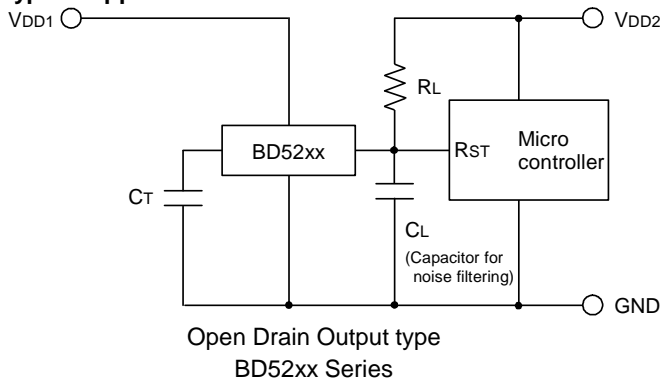 VDD1
VDD2
RL
BD52xx
RST
Micro
controller
CT
CL
(Capacitor for
noise filtering)
GND
Open Drain Output type
BD52xx Series